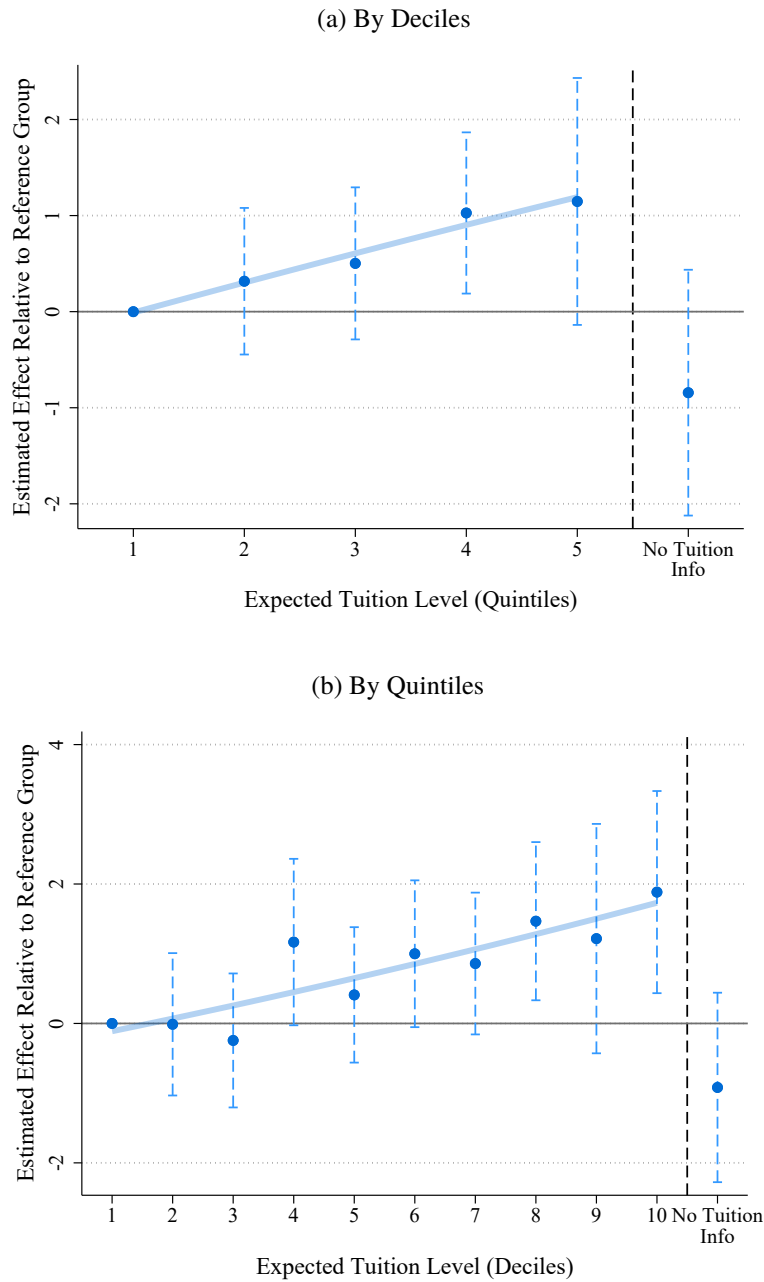 (a) By Deciles
Estimated Effect Relative to Reference Group
2
1
0
-1
-2
1 2 3 4 5 No Tuition
Info
Expected Tuition Level (Quintiles)
(b) By Quintiles
Estimated Effect Relative to Reference Group
4
2
0
-2
1 2 3 4 5 6 7 8 9 10 No Tuition
Info
Expected Tuition Level (Deciles)